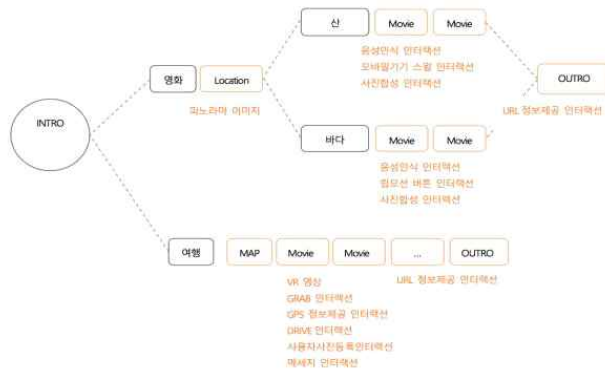 산 Movie Movie
음성인식 인터랙션
모바일기기 스왑 인터랙션
사진합성 인터랙션
영화 Location
파노라마 이미지
OUTRO
URL 정보제공 인터랙션
INTRO
바다 Movie Movie
음성인식 인터랙션
립모션 버튼 인터랙션
사진합성 인터랙션
여행 MAP Movie Movie ... OUTRO
VR 영상
URL 정보제공 인터랙션
GRAB 인터랙션
GPS 정보제공 인터랙션
DRIVE 인터랙션
사용자사진등록인터랙션
메세지 인터랙션